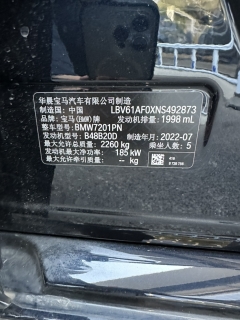 华晨宝马汽车有限公司制造
制造国：中国 LBV61AF0XNS492873
品牌：宝马(BMW)牌 发动机排量：1998 mL
整车型号：BMW7201PN
发动机型号：B48B20D 制造年月：2022-07
最大允许总质量：2260 kg 乘坐人数：5
发动机最大净功率：185 kW
最大允许牵引质量：-- kg